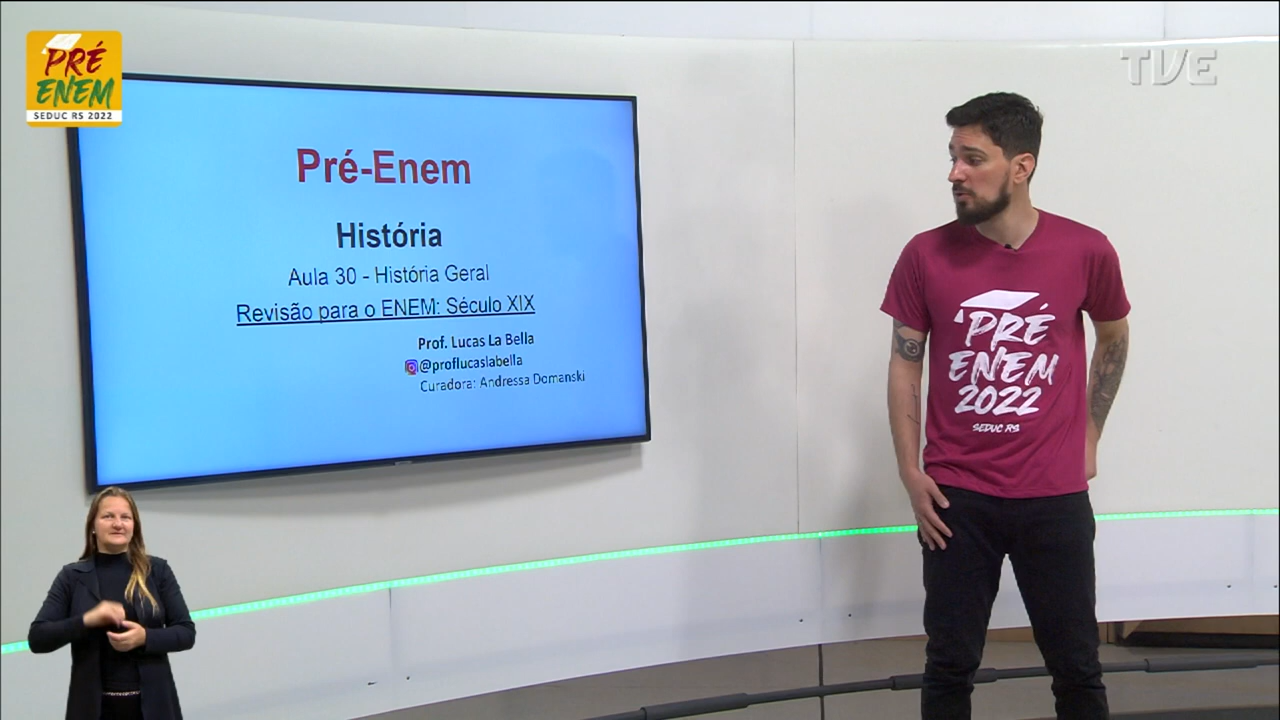 PRÉ
ENEM
SEDUC RS 2022
TVE
Pré-Enem
História
Aula 30 - História Geral
Revisão para o ENEM: Século XIX
Prof. Lucas La Bella
@proflucaslabella
Curadora: Andressa Domanski
PRÉ
ENEM
2022
SEDUC RS